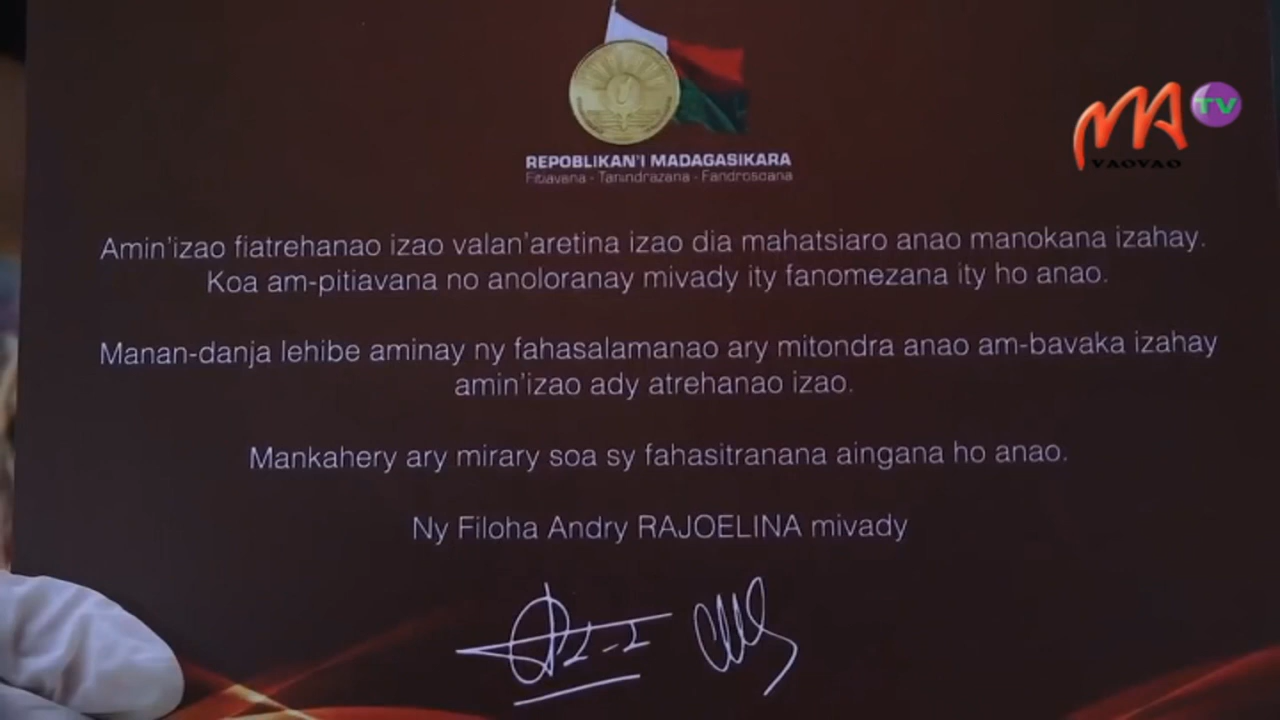 MA TV
VAOVAO
REPOBLIKAN'I MADAGASIKARA
Fitiavana - Tanindrazana - Fandrosoana
Amin'izao fiatrehanao izao valan'aretina izao dia mahatsiaro anao manokana izahay.
Koa am-pitiavana no anoloranay mivady ity fanomezana ity ho anao.
Manan-danja lehibe aminay ny fahasalamanao ary mitondra anao am-bavaka izahay
amin'izao ady atrehanao izao.
Mankahery ary mirary soa sy fahasitranana aingana ho anao.
Ny Filoha Andry RAJOELINA mivady